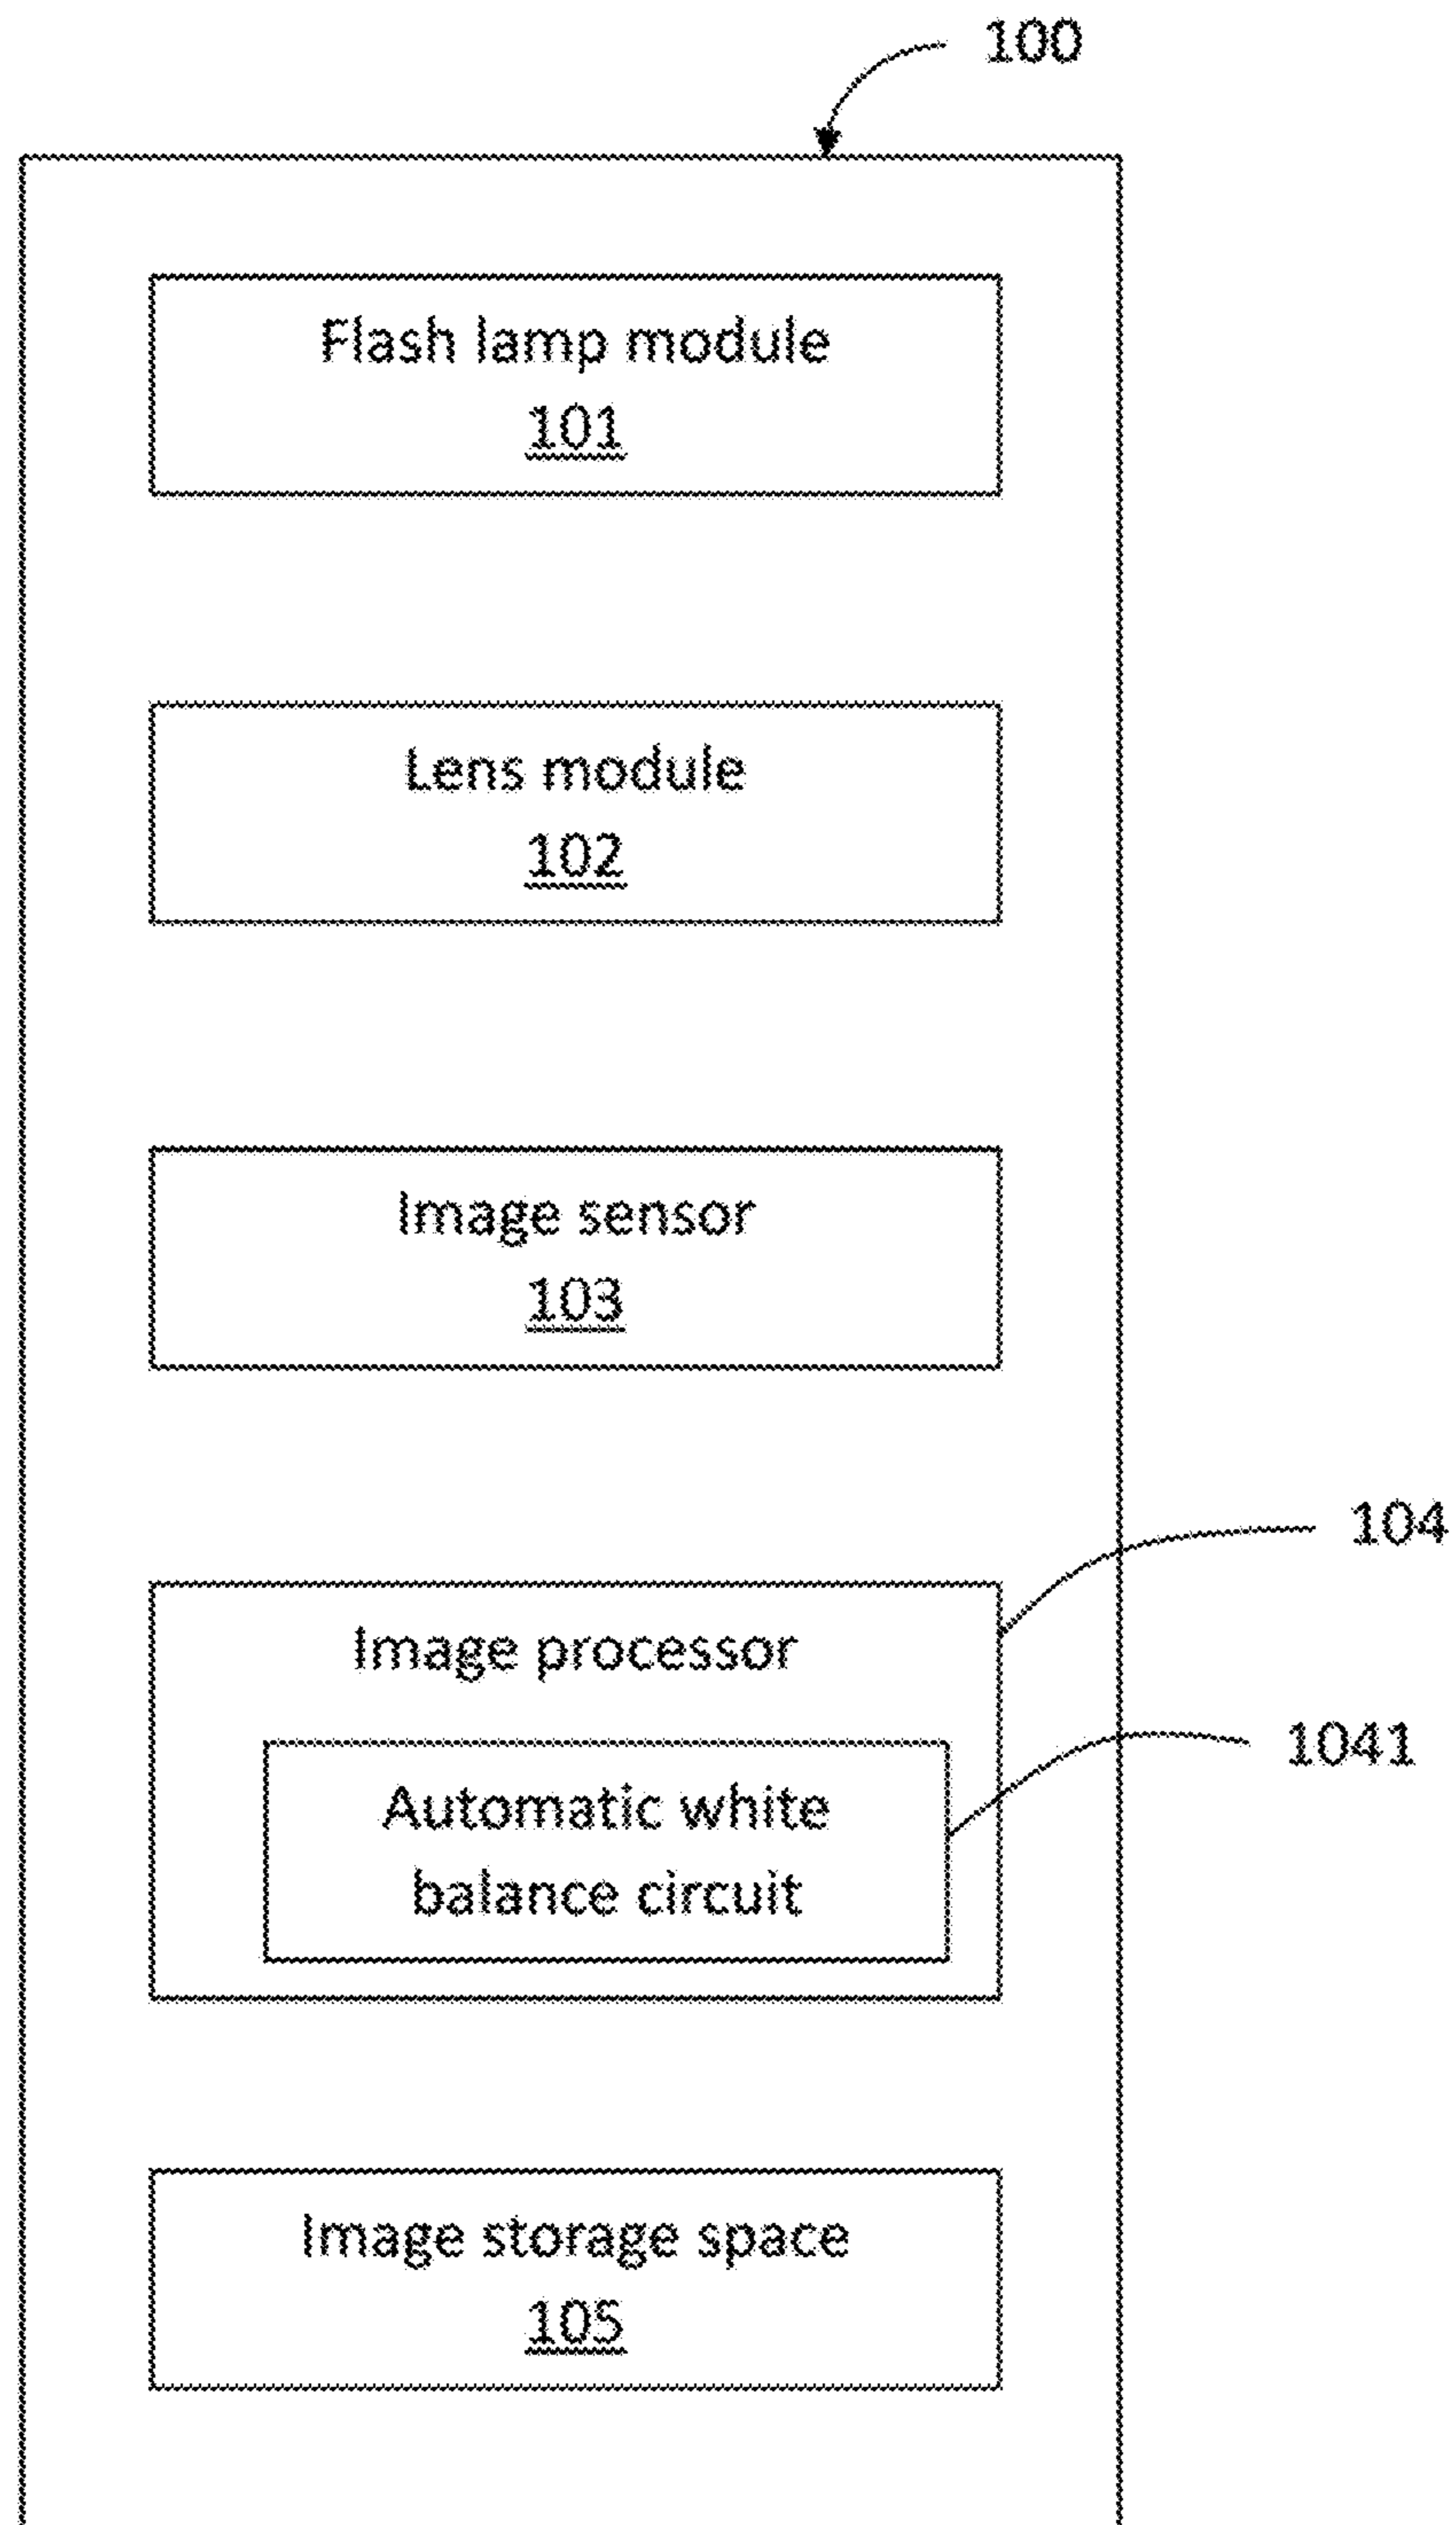 100
Flash lamp module
101
Lens module
102
Image sensor
103
104
Image processor
1041
Automatic white
balance circuit
Image storage space
105